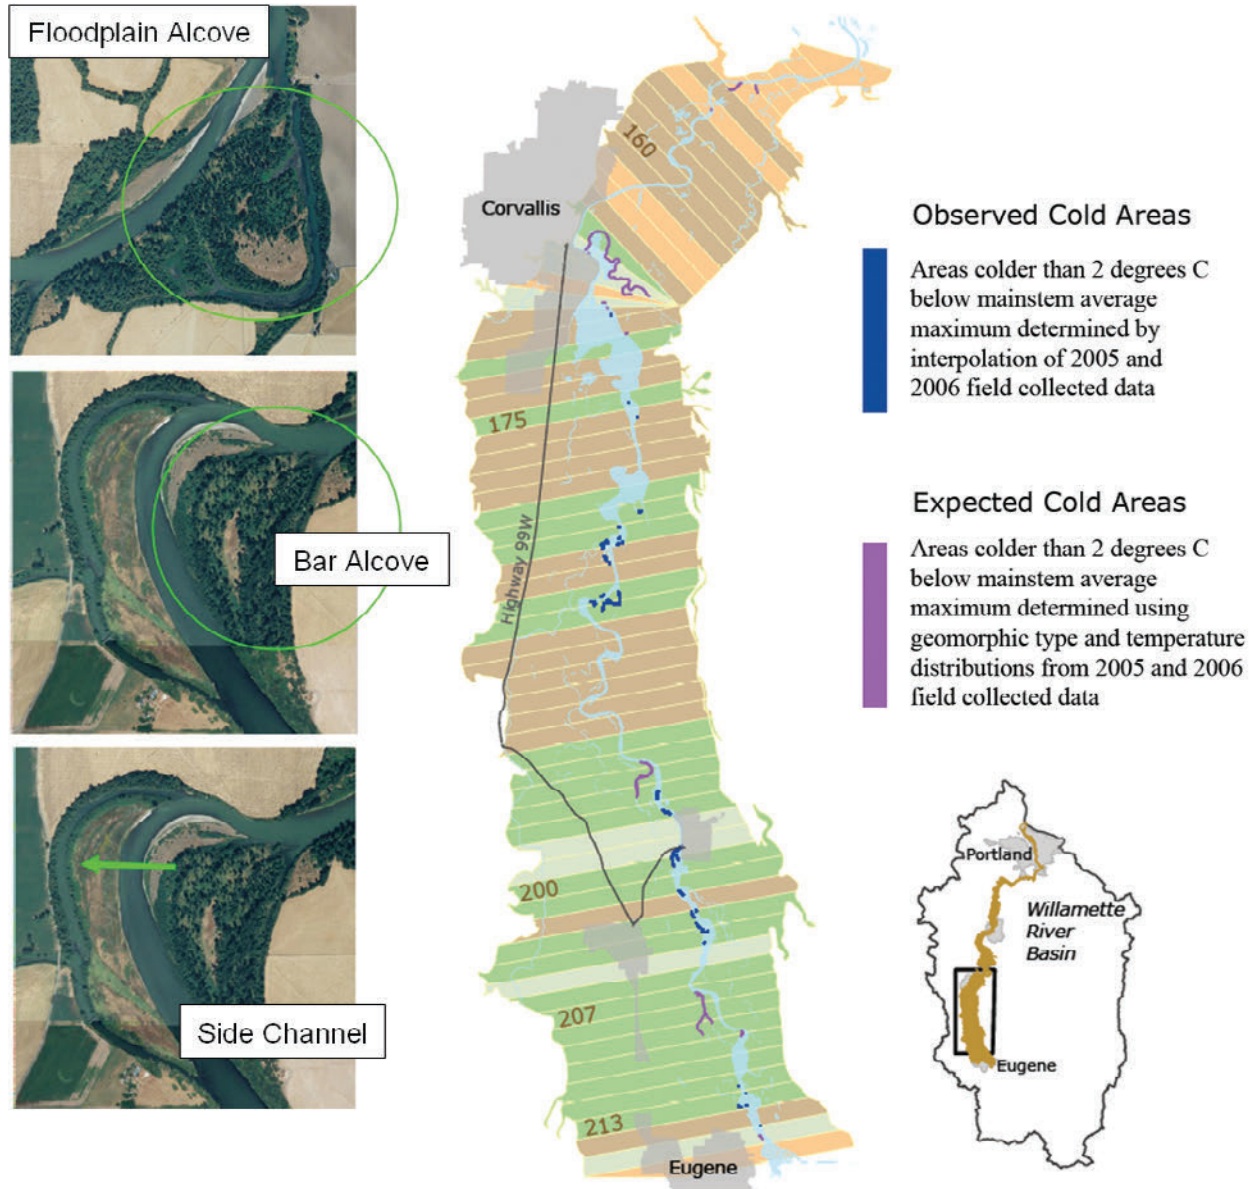 Floodplain Alcove
Bar Alcove
Side Channel
Corvallis
160
175
Highway 99W
200
207
213
Eugene
Observed Cold Areas
Areas colder than 2 degrees C
below mainstem average
maximum determined by
interpolation of 2005 and
2006 field collected data
Expected Cold Areas
Areas colder than 2 degrees C
below mainstem average
maximum determined using
geomorphic type and temperature
distributions from 2005 and 2006
field collected data
Portland
Willamette
River
Basin
Eugene